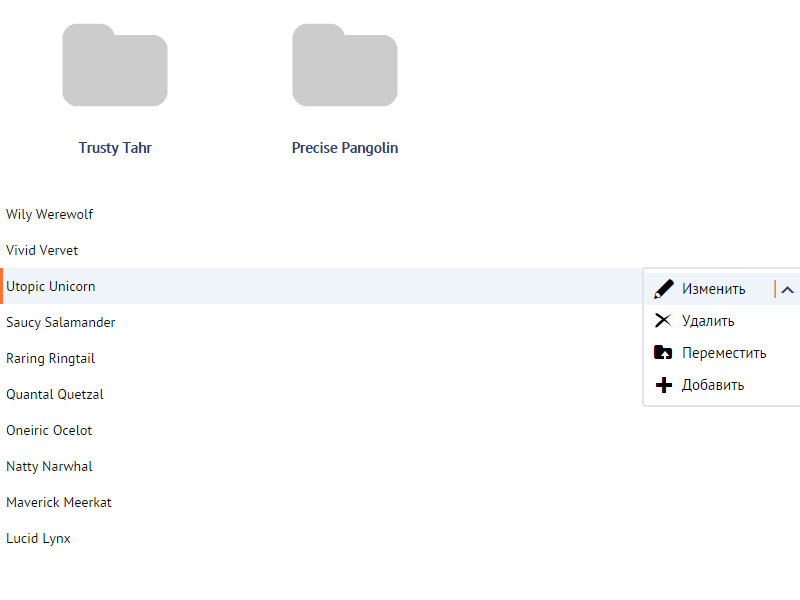 Trusty Tahr
Precise Pangolin
Wily Werewolf
Vivid Vervet
Utopic Unicorn
Saucy Salamander
Raring Ringtail
Quantal Quetzal
Oneiric Ocelot
Natty Narwhal
Maverick Meerkat
Lucid Lynx
Изменить
Удалить
Переместить
Добавить